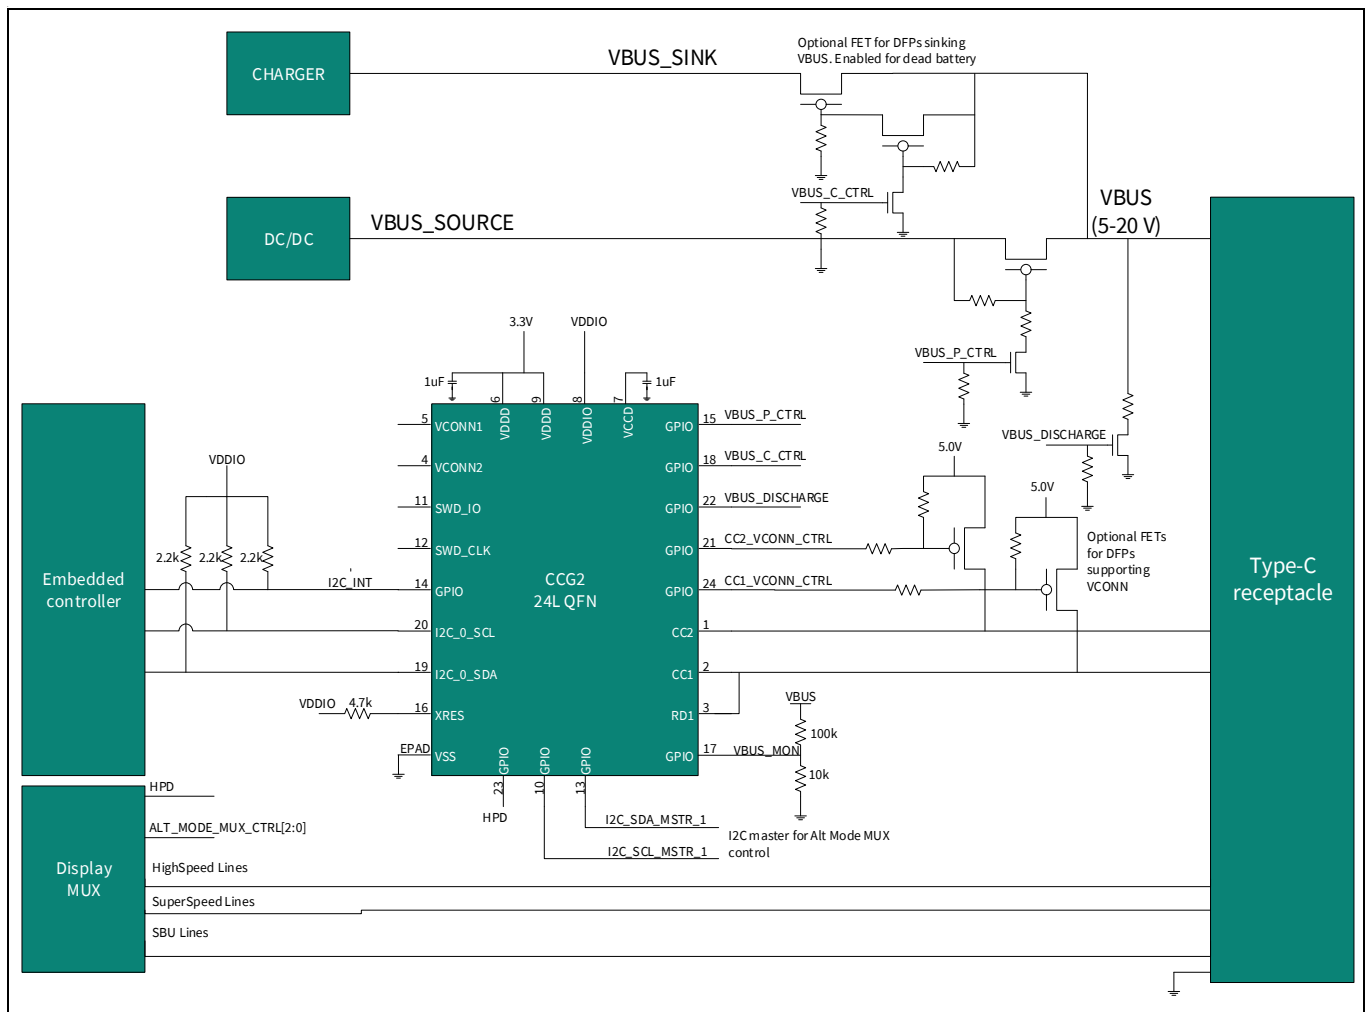 CHARGER
VBUS_SINK
Optional FET for DFPs sinking
VBUS. Enabled for dead battery
VBUS_C_CTRL
DC/DC
VBUS_SOURCE
VBUS
(5-20 V)
VBUS_P_CTRL
VBUS_DISCHARGE
3.3V
VDDIO
1uF
1uF
6
9
8
7
VDDD
VDDD
VDDIO
VCCD
5
VCONN1
4
VCONN2
11
SWD_IO
12
SWD_CLK
14
GPIO
20
I2C_0_SCL
19
I2C_0_SDA
16
XRES
EPAD
VSS
CCG2
24L QFN
GPIO
15
VBUS_P_CTRL
GPIO
18
VBUS_C_CTRL
GPIO
22
VBUS_DISCHARGE
GPIO
21
CC2_VCONN_CTRL
GPIO
24
CC1_VCONN_CTRL
CC2
1
CC1
2
RD1
3
GPIO
17
VBUS_MON
GPIO
GPIO
GPIO
23
10
13
HPD
I2C_SDA_MSTR_1
I2C_SCL_MSTR_1
I2C master for Alt Mode MUX
control
VBUS
100k
10k
5.0V
5.0V
Optional FETs
for DFPs
supporting
VCONN
Type-C
receptacle
Embedded
controller
VDDIO
2.2k
2.2k
2.2k
I2C_INT
'
VDDIO
4.7k
Display
MUX
HPD
ALT_MODE_MUX_CTRL[2:0]
HighSpeed Lines
SuperSpeed Lines
SBU Lines